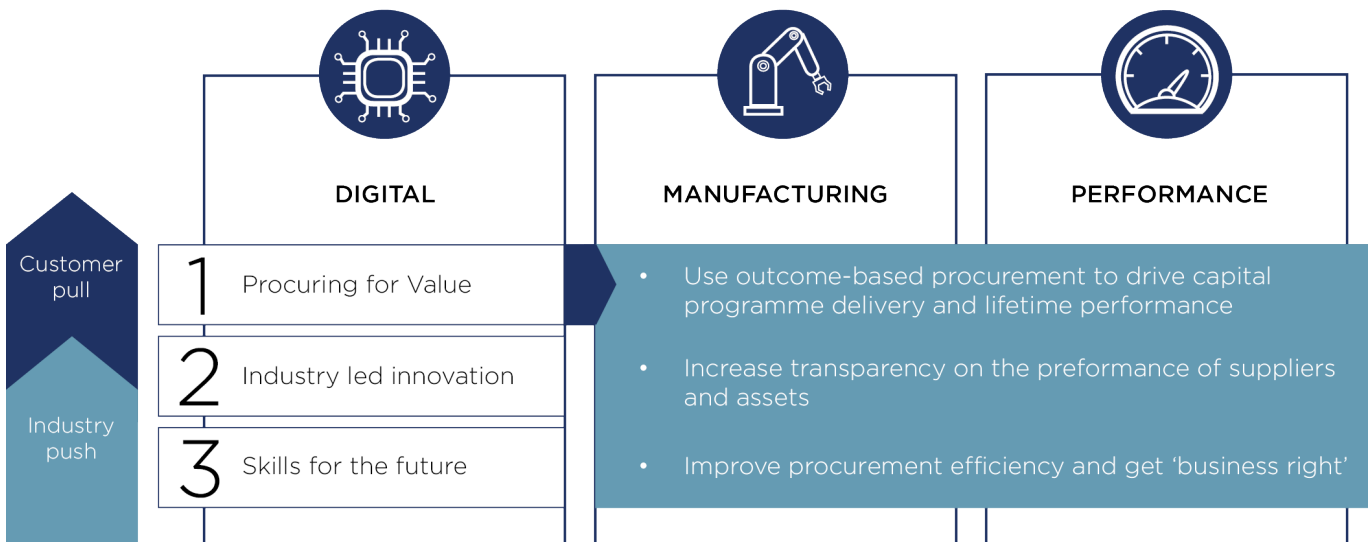 DIGITAL
MANUFACTURING
PERFORMANCE
Customer
pull
Industry
push
1
Procuring for Value
2
Industry led innovation
3
Skills for the future
• Use outcome-based procurement to drive capital
programme delivery and lifetime performance
• Increase transparency on the preformance of suppliers
and assets
• Improve procurement efficiency and get ‘business right’